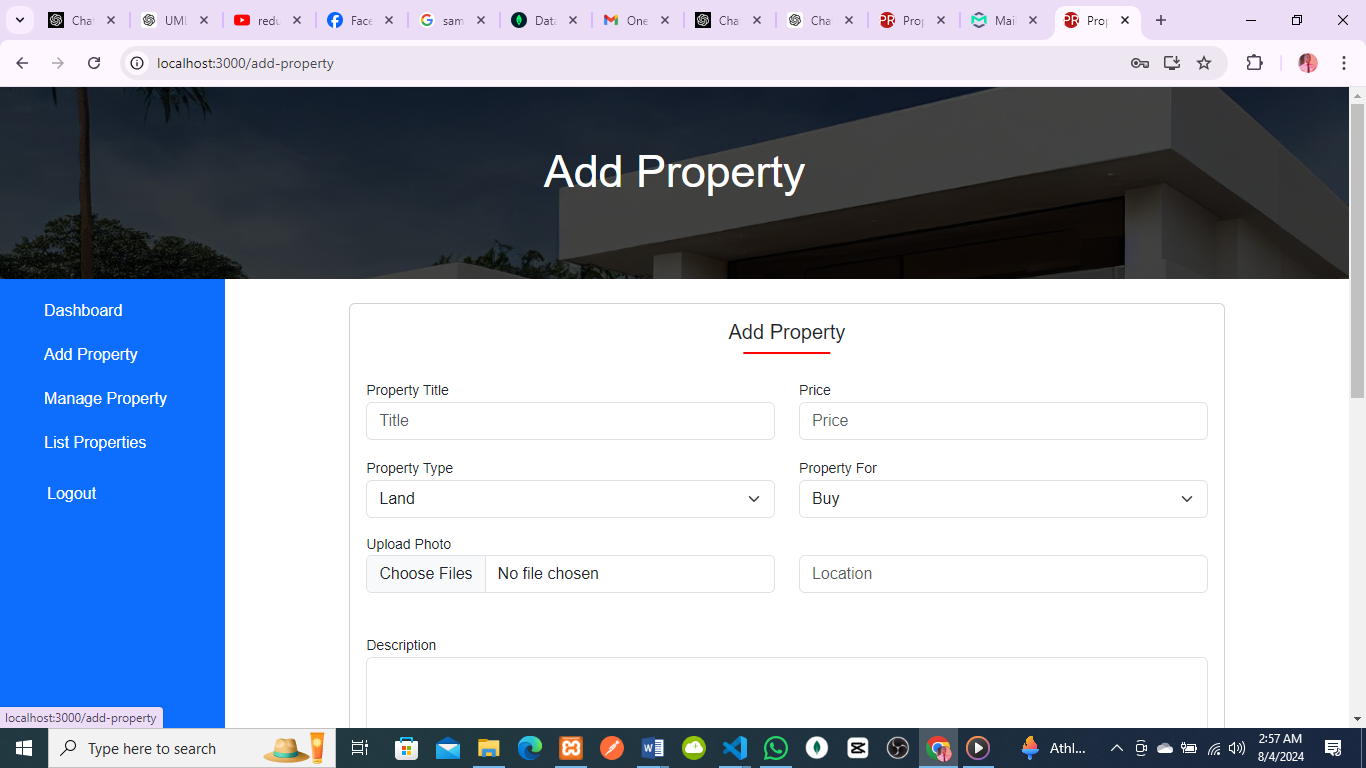 Cha
UML
redu
Face
sam
Data
One
Cha
Cha
Prop
Mail
Prop
localhost:3000/add-property
Add Property
Dashboard
Add Property
Manage Property
List Properties
Logout
Add Property
Property Title
Price
Title
Price
Property Type
Property For
Land
Buy
Upload Photo
Choose Files
No file chosen
Location
Description
localhost:3000/add-property
Type here to search
Athl...
2:57 AM
8/4/2024